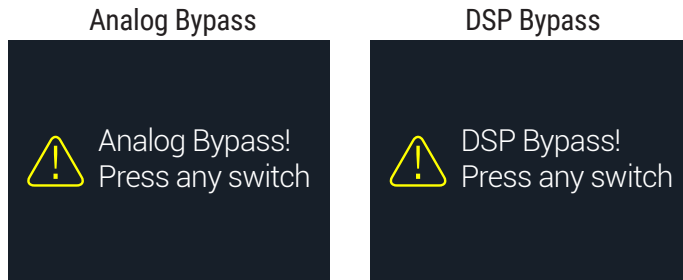 Analog Bypass
DSP Bypass
Analog Bypass!
Press any switch
DSP Bypass!
Press any switch